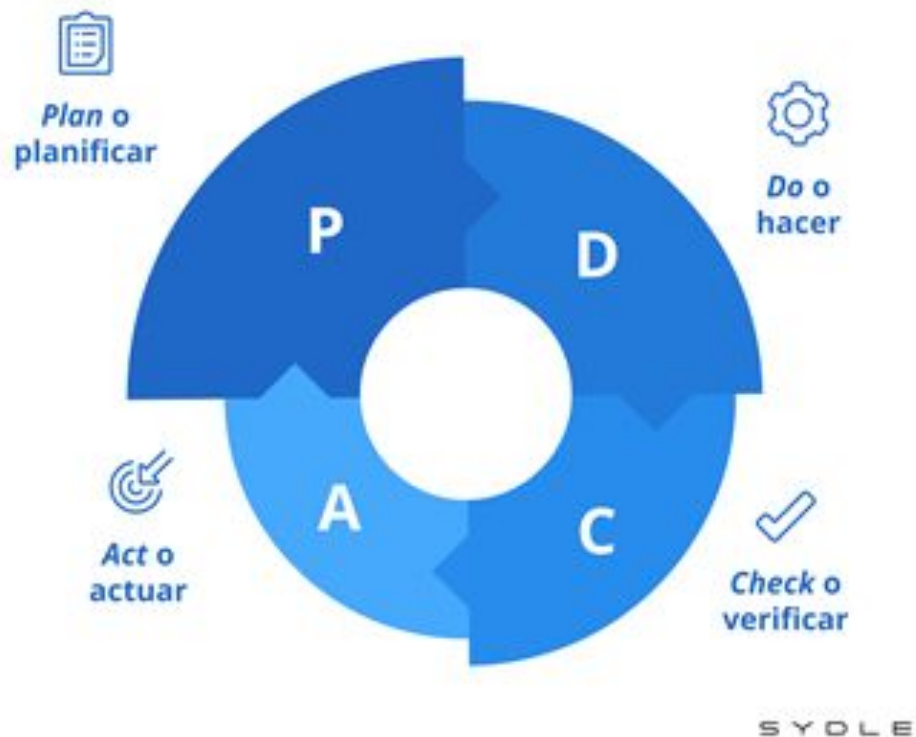 Plan o
planificar
P
Do o
hacer
D
A
C
Act o
actuar
Check o
verificar
SYDLE